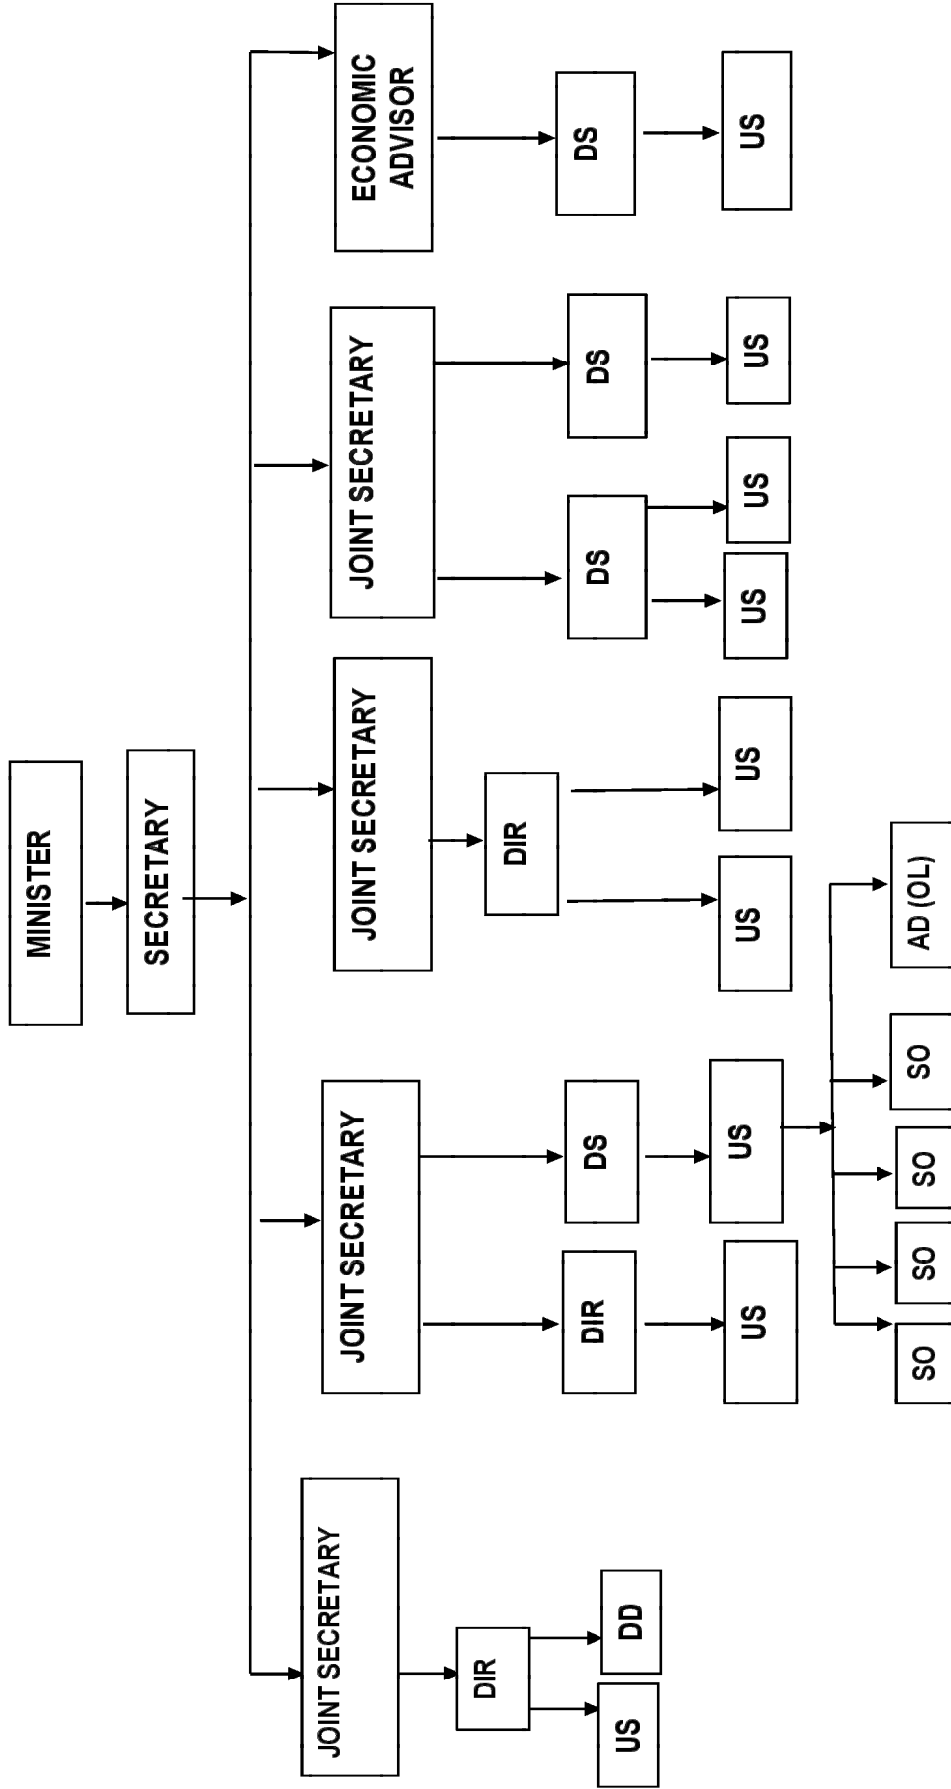 MINISTER
SECRETARY
JOINT SECRETARY
JOINT SECRETARY
JOINT SECRETARY
JOINT SECRETARY
ECONOMIC
ADVISOR
DIR
DIR
DS
DIR
DS
DS
DS
US
DD
US
US
US
US
US
US
US
US
SO
SO
SO
SO
AD (OL)